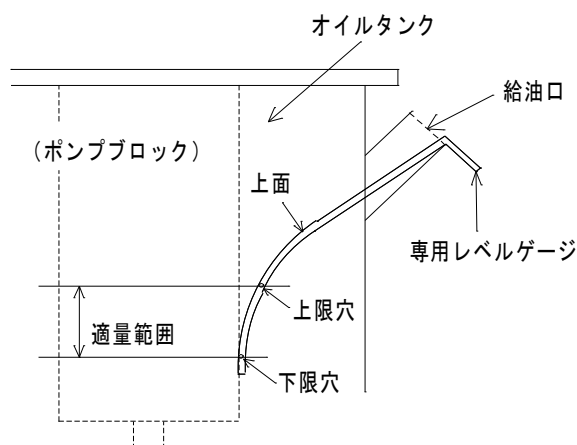 オイルタンク
給油口
(ポンプブロック)
上面
専用レベルゲージ
上限穴
適量範囲
下限穴